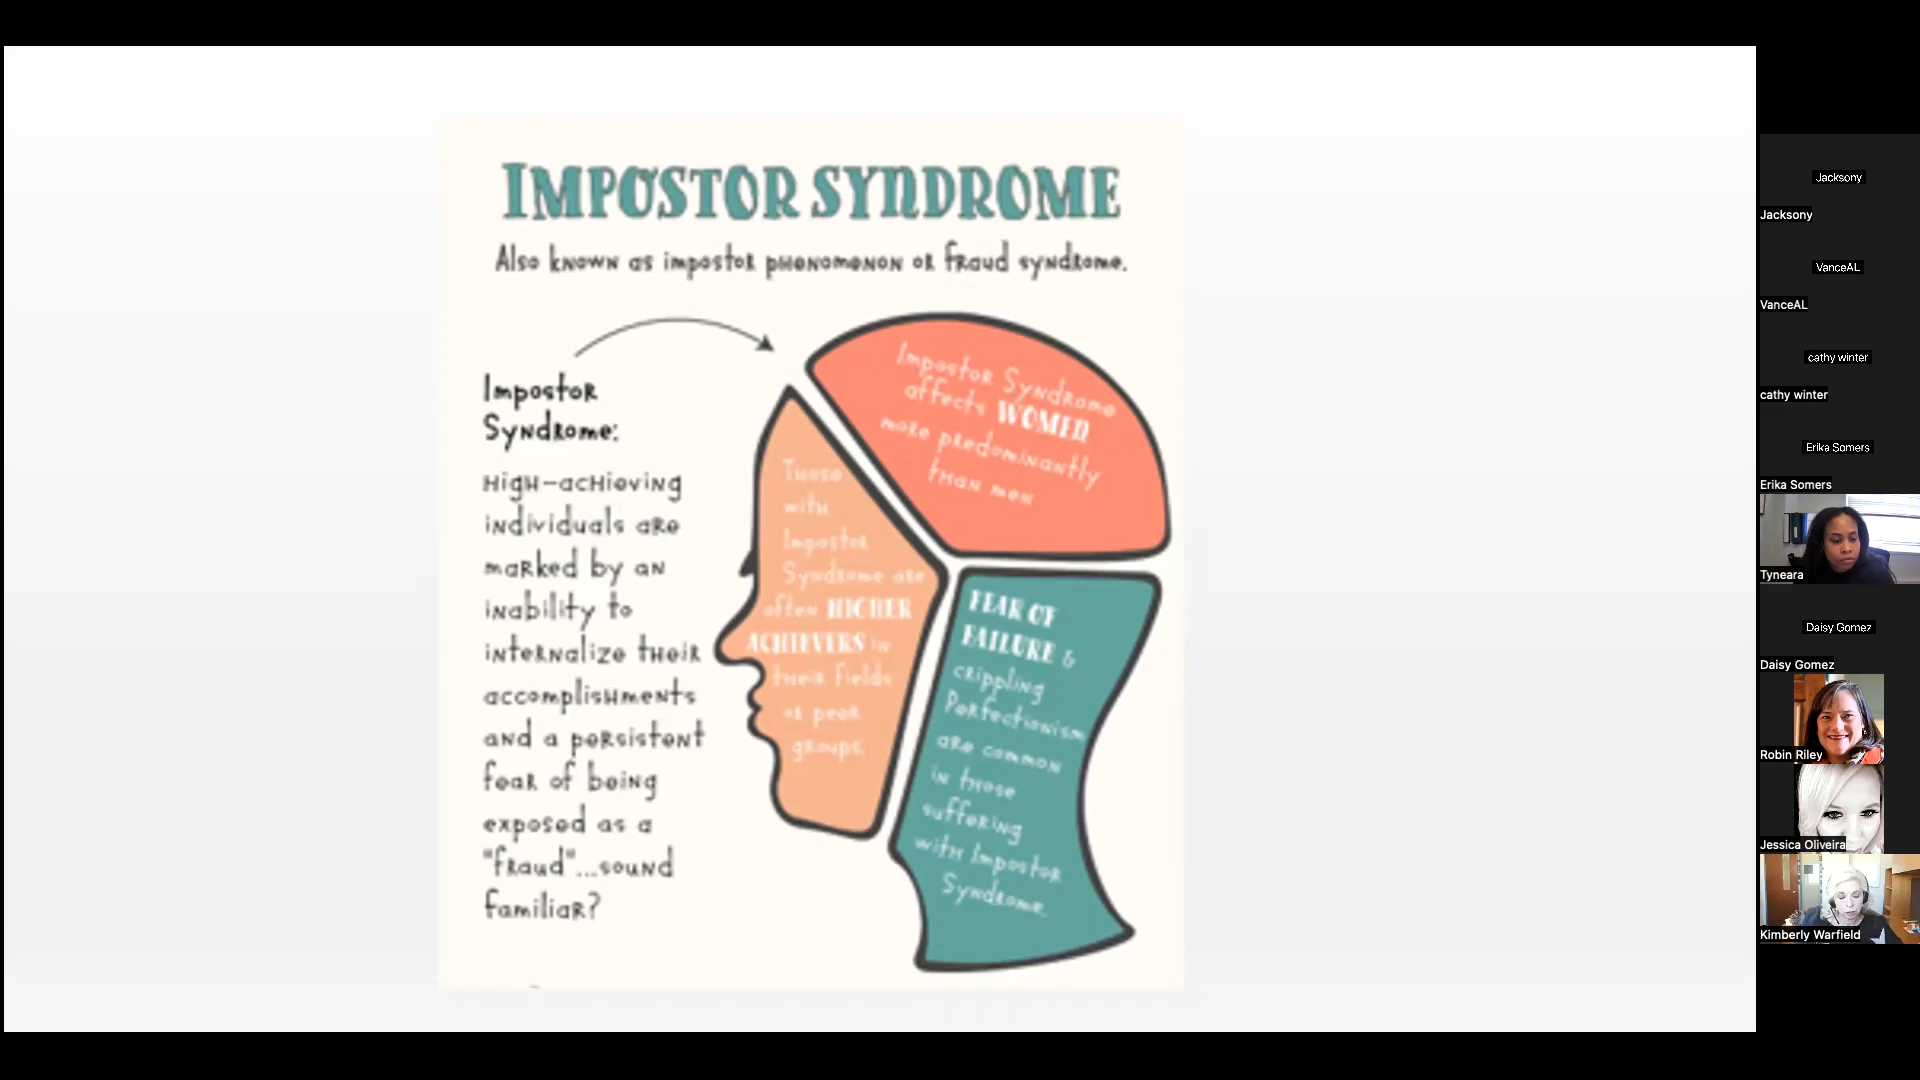 IMPOSTOR SYNDROME
Also known as impostor phenomenon or fraud syndrome.
Impostor
Syndrome:
High-achieving
individuals are
marked by an
inability to
internalize their
accomplishments
and a persistent
fear of being
exposed as a
"fraud"...sound
familiar?
Impostor Syndrome
affects WOMEN
more predominantly
than men
Those
with
Impostor
Syndrome are
often HIGHER
ACHIEVERS in
their fields
or peer
groups.
FEAR OF
FAILURE &
crippling
Perfectionism
are common
in those
suffering
with Impostor
Syndrome.
Jacksony
Jacksony
VanceAL
VanceAL
cathy winter
cathy winter
Erika Somers
Erika Somers
Tyneara
Daisy Gomez
Daisy Gomez
Robin Riley
Jessica Oliveira
Kimberly Warfield